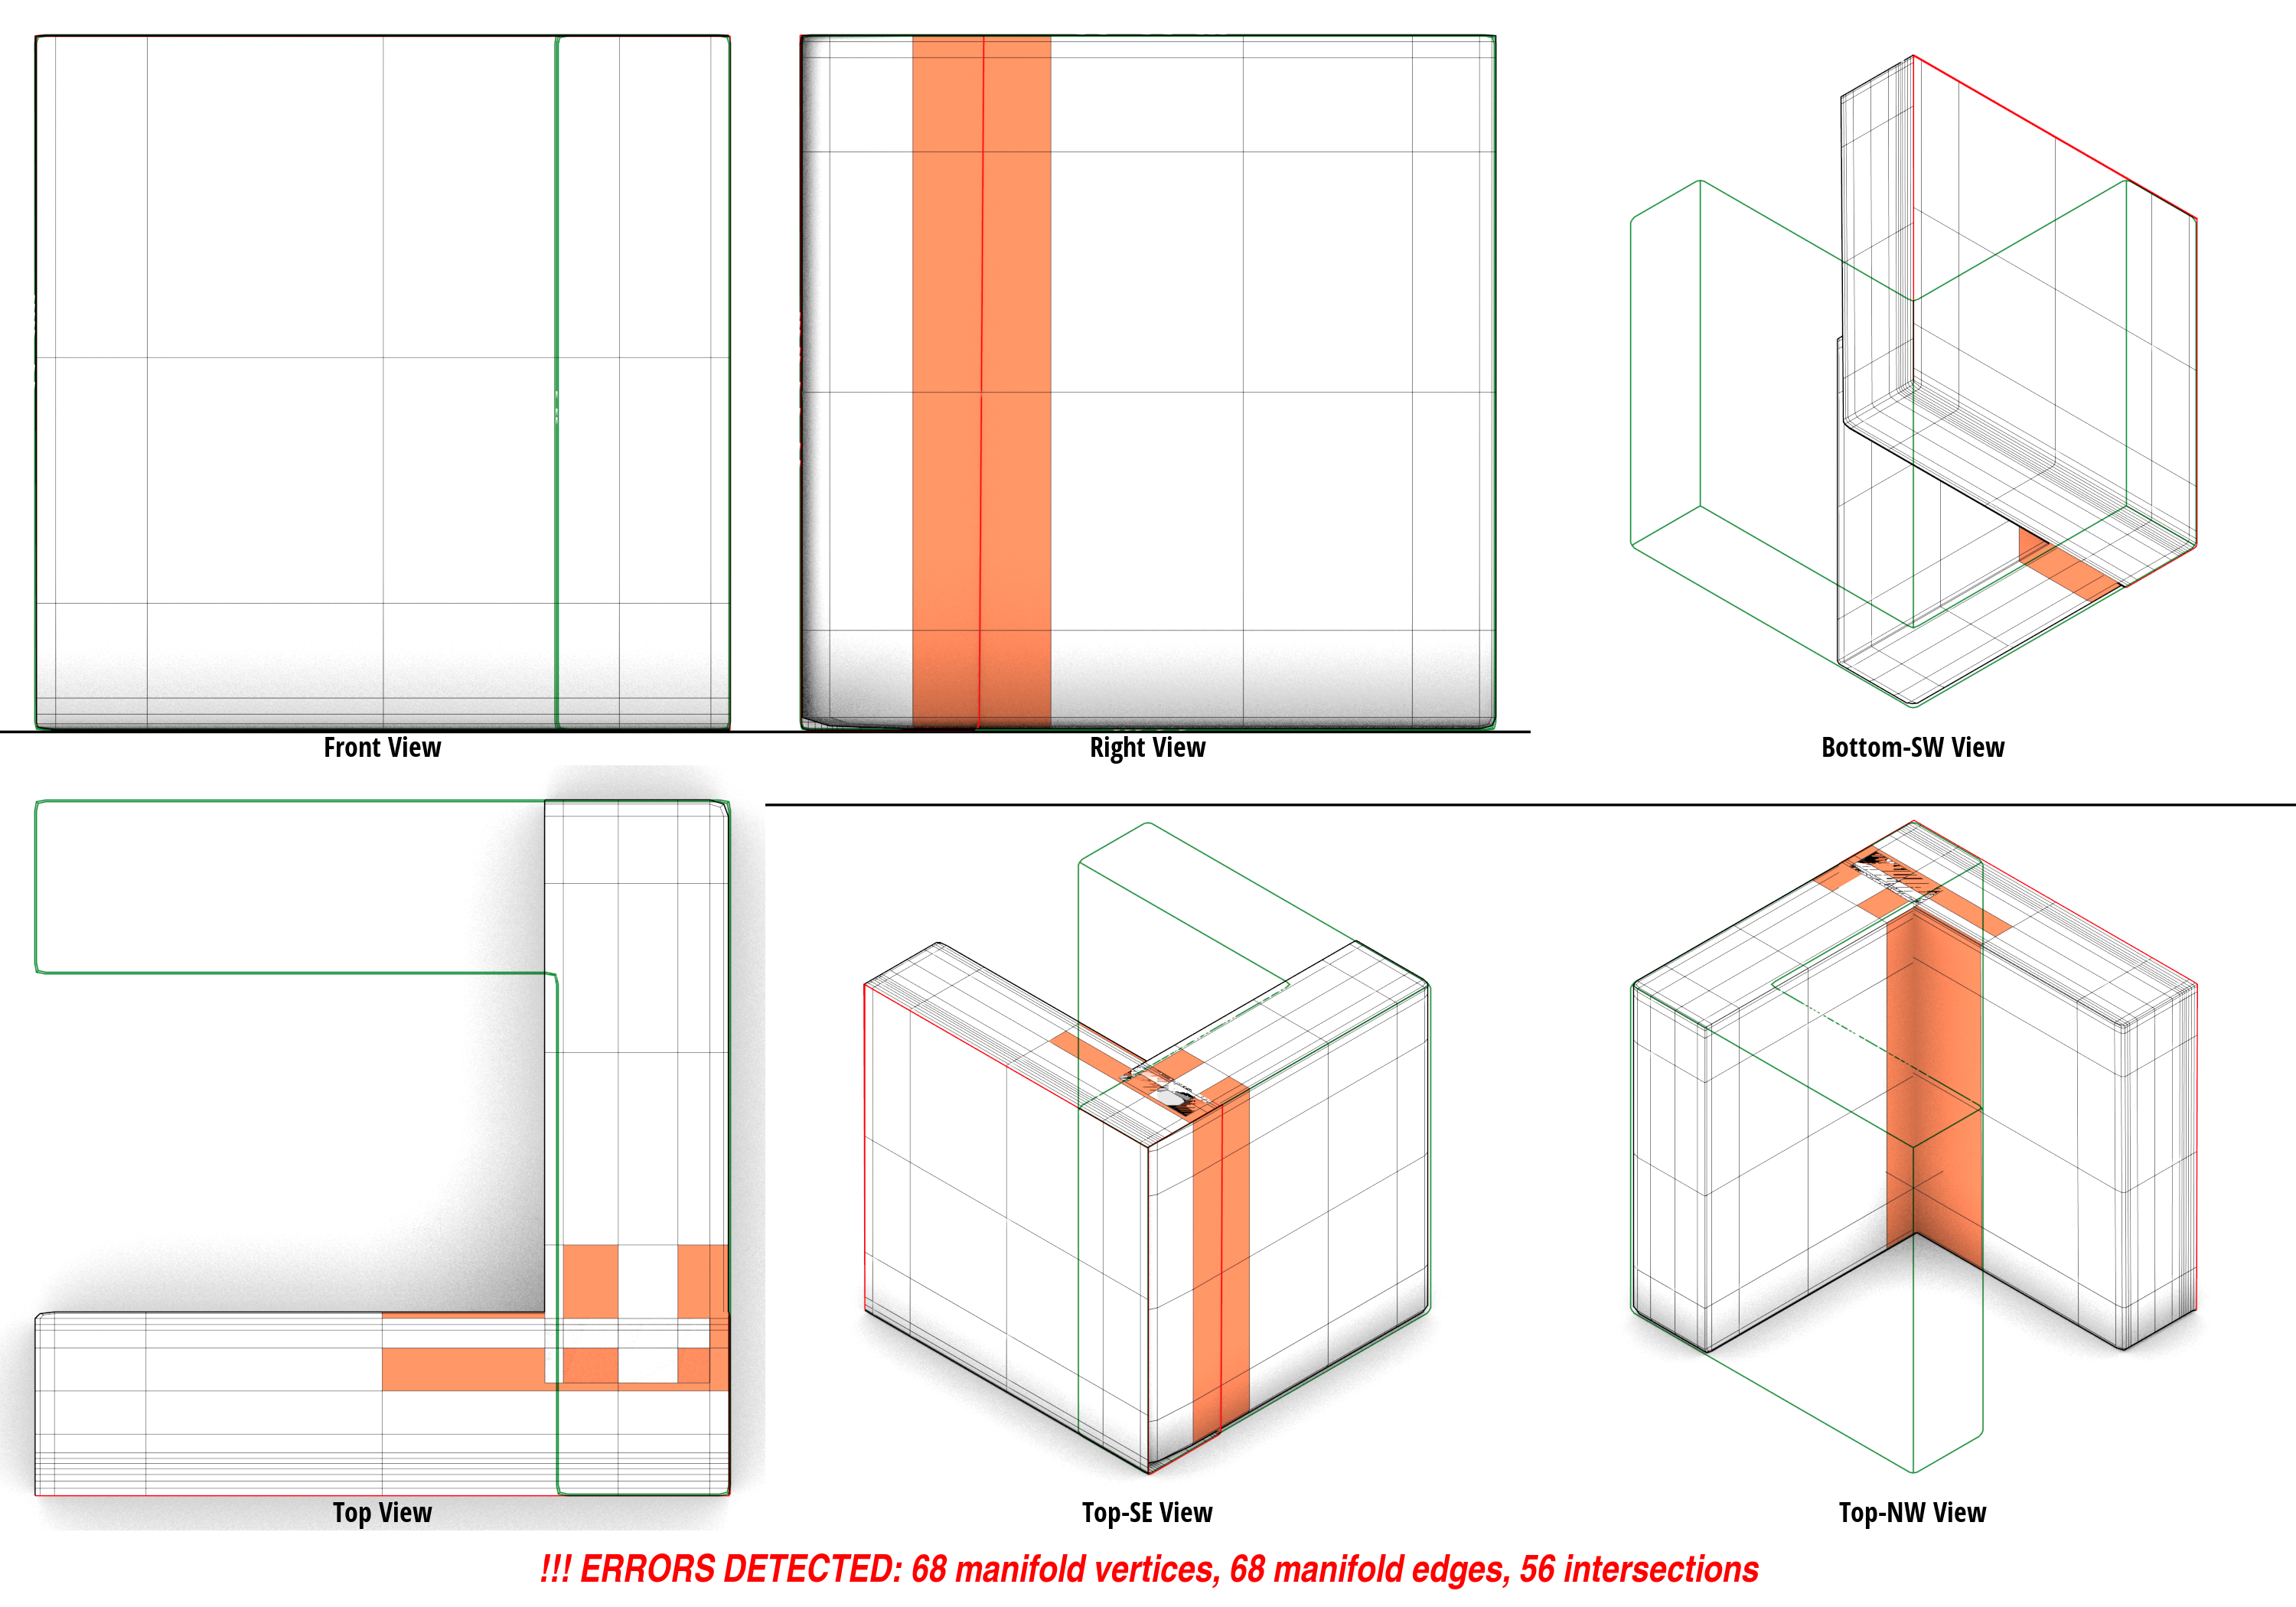 Front View
Right View
Bottom-SW View
Top View
Top-SE View
Top-NW View
!!! ERRORS DETECTED: 68 manifold vertices, 68 manifold edges, 56 intersections